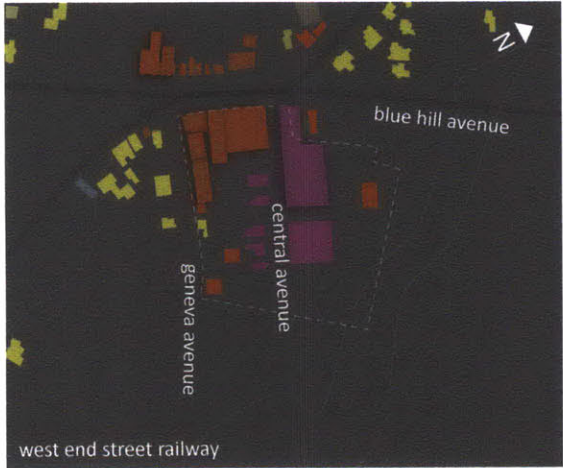 N
blue hill avenue
central avenue
geneva avenue
west end street railway